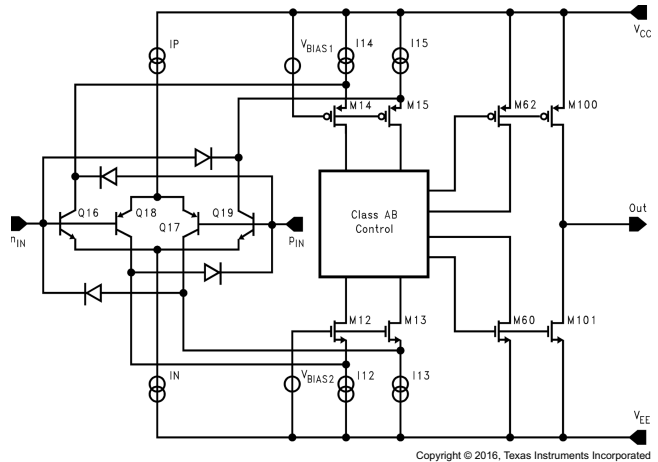 IP
VBIAS1
I14
I15
VCC
M14
M15
M62
M100
Q16
Q18
Q17
Q19
nIN
pIN
Class AB
Control
Out
M12
M13
M60
M101
IN
VBIAS2
I12
I13
VEE
Copyright © 2016, Texas Instruments Incorporated